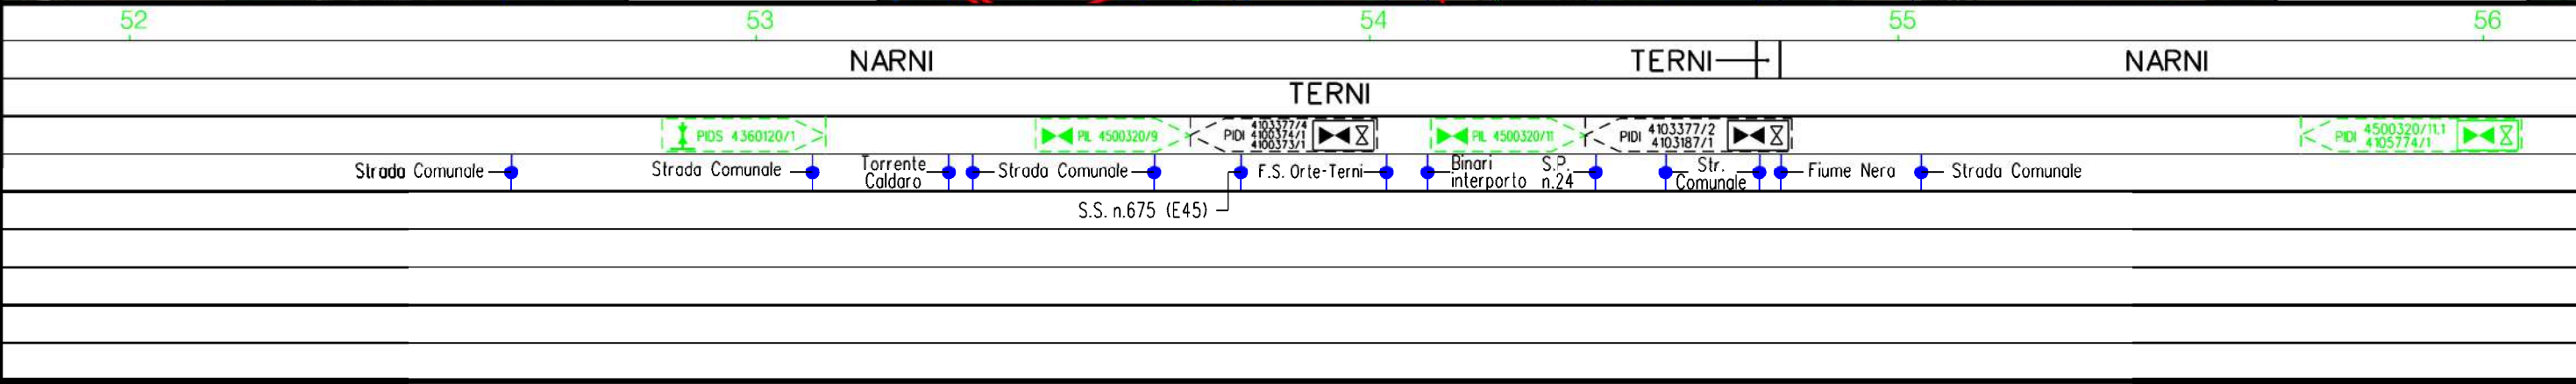 52 53 54 55 56
NARNI TERNI NARNI
TERNI
PIDS 4360120/1
PIL 4500320/9
PIDI
4103377/4
4100374/1
4100373/1
PIL 4500320/11
PIDI
4103377/2
4103187/1
PIDI
4500320/11.1
4105774/1
Strada Comunale
Strada Comunale
Torrente
Caldaro
Strada Comunale
S.S. n.675 (E45)
F.S. Orte-Terni
Binari
interporto
S.P.
n.24
Str.
Comunale
Fiume Nera
Strada Comunale